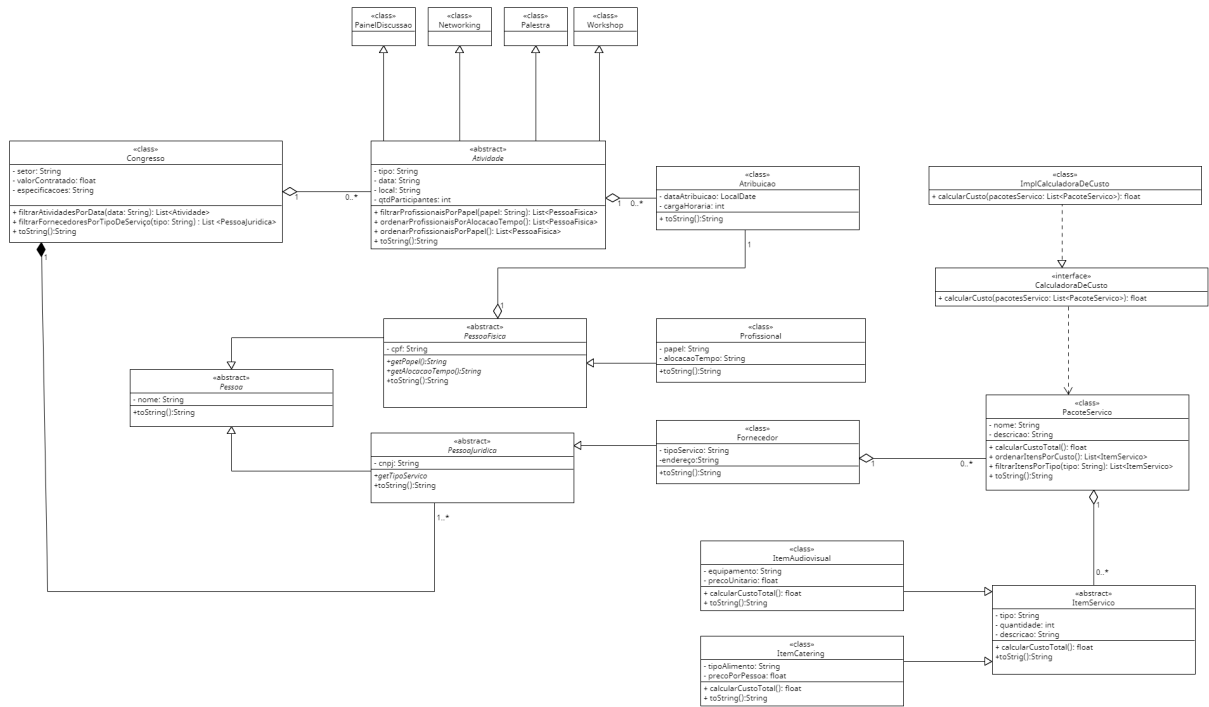 «class»
PainelDiscussao
«class»
Networking
«class»
Palestra
«class»
Workshop
«class»
Congresso
- setor: String
- valorContratado: float
- especificacoes: String
+ filtrarAtividadesPorData(data: String): List<Atividade>
+ filtrarFornecedoresPorTipoDeServiço(tipo: String) : List <PessoaJuridica>
+ toString():String
1
0..*
1
«abstract»
Atividade
- tipo: String
- data: String
- local: String
- qtdParticipantes: int
+ filtrarProfissionaisPorPapel(papel: String): List<PessoaFisica>
+ ordenarProfissionaisPorAlocacaoTempo(): List<PessoaFisica>
+ ordenarProfissionaisPorPapel(): List<PessoaFisica>
+ toString():String
1
0..*
«class»
Atribuicao
- dataAtribuicao: LocalDate
- cargaHoraria: int
+ toString():String
1
1
«class»
ImplCalculadoraDeCusto
+ calcularCusto(pacotesServico: List<PacoteServico>): float
«interface»
CalculadoraDeCusto
+ calcularCusto(pacotesServico: List<PacoteServico>): float
«abstract»
PessoaFisica
- cpf: String
+getPapel():String
+getAlocacaoTempo():String
+toString():String
«class»
Profissional
- papel: String
- alocacaoTempo: String
+toString():String
«abstract»
Pessoa
- nome: String
+toString():String
«class»
PacoteServico
- nome: String
- descricao: String
+ calcularCustoTotal(): float
+ ordenarItensPorCusto(): List<ItemServico>
+ filtrarItensPorTipo(tipo: String): List<ItemServico>
+ toString():String
«abstract»
PessoaJuridica
- cnpj: String
+getTipoServico
+toString():String
1..*
«class»
Fornecedor
- tipoServico: String
-endereço:String
+toString():String
1
0..*
1
0..*
«class»
ItemAudiovisual
- equipamento: String
- precoUnitario: float
+ calcularCustoTotal(): float
+ toString():String
«abstract»
ItemServico
- tipo: String
- quantidade: int
- descricao: String
+ calcularCustoTotal(): float
+toStrig():String
«class»
ItemCatering
- tipoAlimento: String
- precoPorPessoa: float
+ calcularCustoTotal(): float
+ toString():String